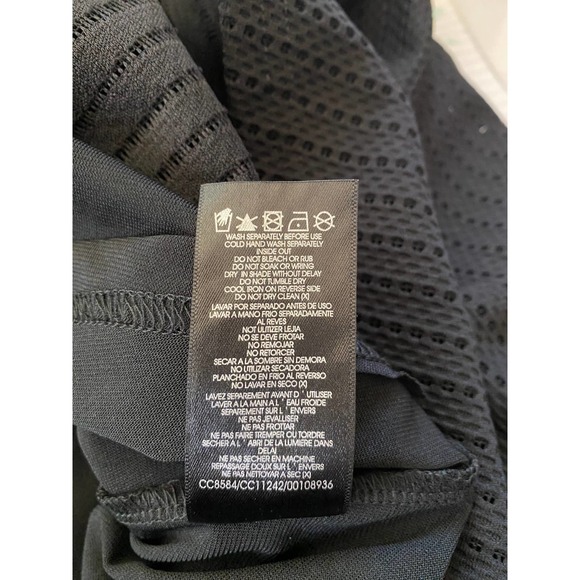 WASH SEPARATELY BEFORE USE
COLD HAND WASH SEPARATELY
INSIDE OUT
DO NOT BLEACH OR RUB
DO NOT SOAK OR WRING
DRY IN SHADE WITHOUT DELAY
DO NOT TUMBLE DRY
COOL IRON ON REVERSE SIDE
DO NOT DRY CLEAN (X)
LAVAR POR SEPARADO ANTES DE USO
LAVAR A MANO FRIO SEPARADAMENTE
AL REVES
NOT ULITIZER LEJIA
NO SE DEVE FROTAR
NO REMOJAR
NO RETORCER
SECAR A LA SOMBRE SIN DEMORA
NO UTILIZAR SECADORA
PLANCHADO EN FRIO AL REVERSO
NO LAVAR EN SECO (X)
LAVEZ SEPAREMENT AVANT D ' UTILISER
LAVER A LA MAIN A L ' EAU FROIDE
SEPAREMENT SUR L ' ENVERS
NE PAS JEVALLISER
NE PAS FROTTAR
NE PAS FAIRE TREMPER OU TORDRE
SECHER A L ' ABRI DE LA LUMIERE DANS
DELAI
NE PAS SECHER EN MACHINE
REPASSAGE DOUX SUR L ' ENVERS
NE PAS NETTOYER A SEC (X)
CC8584/CC11242/00108936